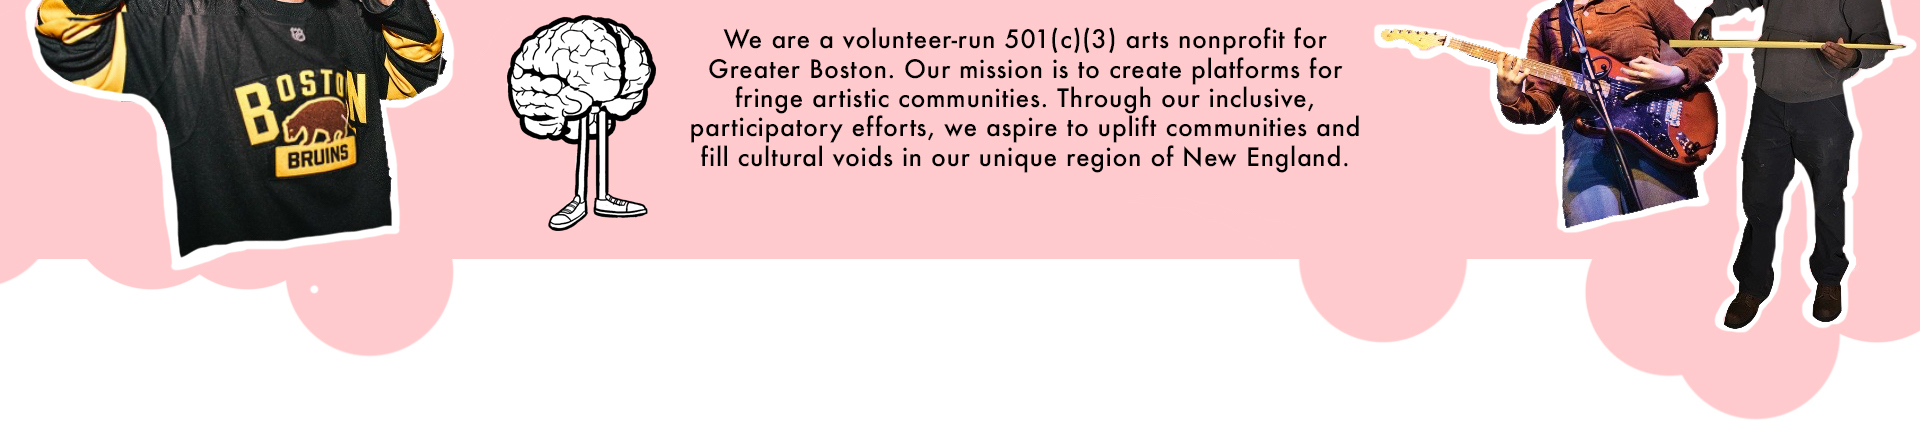 BOSTON
BRUINS
We are a volunteer-run 501(c)(3) arts nonprofit for
Greater Boston. Our mission is to create platforms for
fringe artistic communities. Through our inclusive,
participatory efforts, we aspire to uplift communities and
fill cultural voids in our unique region of New England.